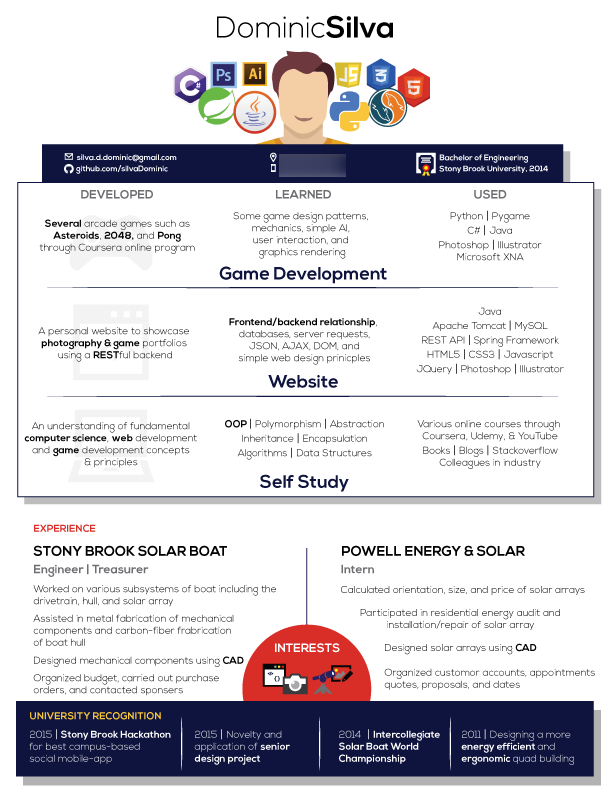 DominicSilva
C#
Ps
Ai
JS
3
5
silva.d.dominic@gmail.com
github.com/silvaDominic
Bachelor of Engineering
Stony Brook University, 2014
DEVELOPED
LEARNED
USED
Several arcade games such as
Asteroids, 2048, and Pong
through Coursera online program
Some game design patterns,
mechanics, simple AI,
user interaction, and
graphics rendering
Python | Pygame
C# | Java
Photoshop | Illustrator
Microsoft XNA
Game Development
A personal website to showcase
photography & game portfolios
using a RESTful backend
Frontend/backend relationship,
databases, server requests,
JSON, AJAX, DOM, and
simple web design prinicples
Java
Apache Tomcat | MySQL
REST API | Spring Framework
HTML5 | CSS3 | Javascript
JQuery | Photoshop | Illustrator
Website
An understanding of fundamental
computer science, web development
and game development concepts
& principles
OOP | Polymorphism | Abstraction
Inheritance | Encapsulation
Algorithms | Data Structures
Various online courses through
Coursera, Udemy, & YouTube
Books | Blogs | Stackoverflow
Colleagues in industry
Self Study
EXPERIENCE
STONY BROOK SOLAR BOAT
Engineer | Treasurer
Worked on various subsystems of boat including the
drivetrain, hull, and solar array
Assisted in metal fabrication of mechanical
components and carbon-fiber frabrication
of boat hull
Designed mechanical components using CAD
Organized budget, carried out purchase
orders, and contacted sponsers
POWELL ENERGY & SOLAR
Intern
Calculated orientation, size, and price of solar arrays
Participated in residential energy audit and
installation/repair of solar array
Designed solar arrays using CAD
Organized customor accounts, appointments
quotes, proposals, and dates
INTERESTS
UNIVERSITY RECOGNITION
2015 | Stony Brook Hackathon
for best campus-based
social mobile-app
2015 | Novelty and
application of senior
design project
2014 | Intercollegiate
Solar Boat World
Championship
2011 | Designing a more
energy efficient and
ergonomic quad building